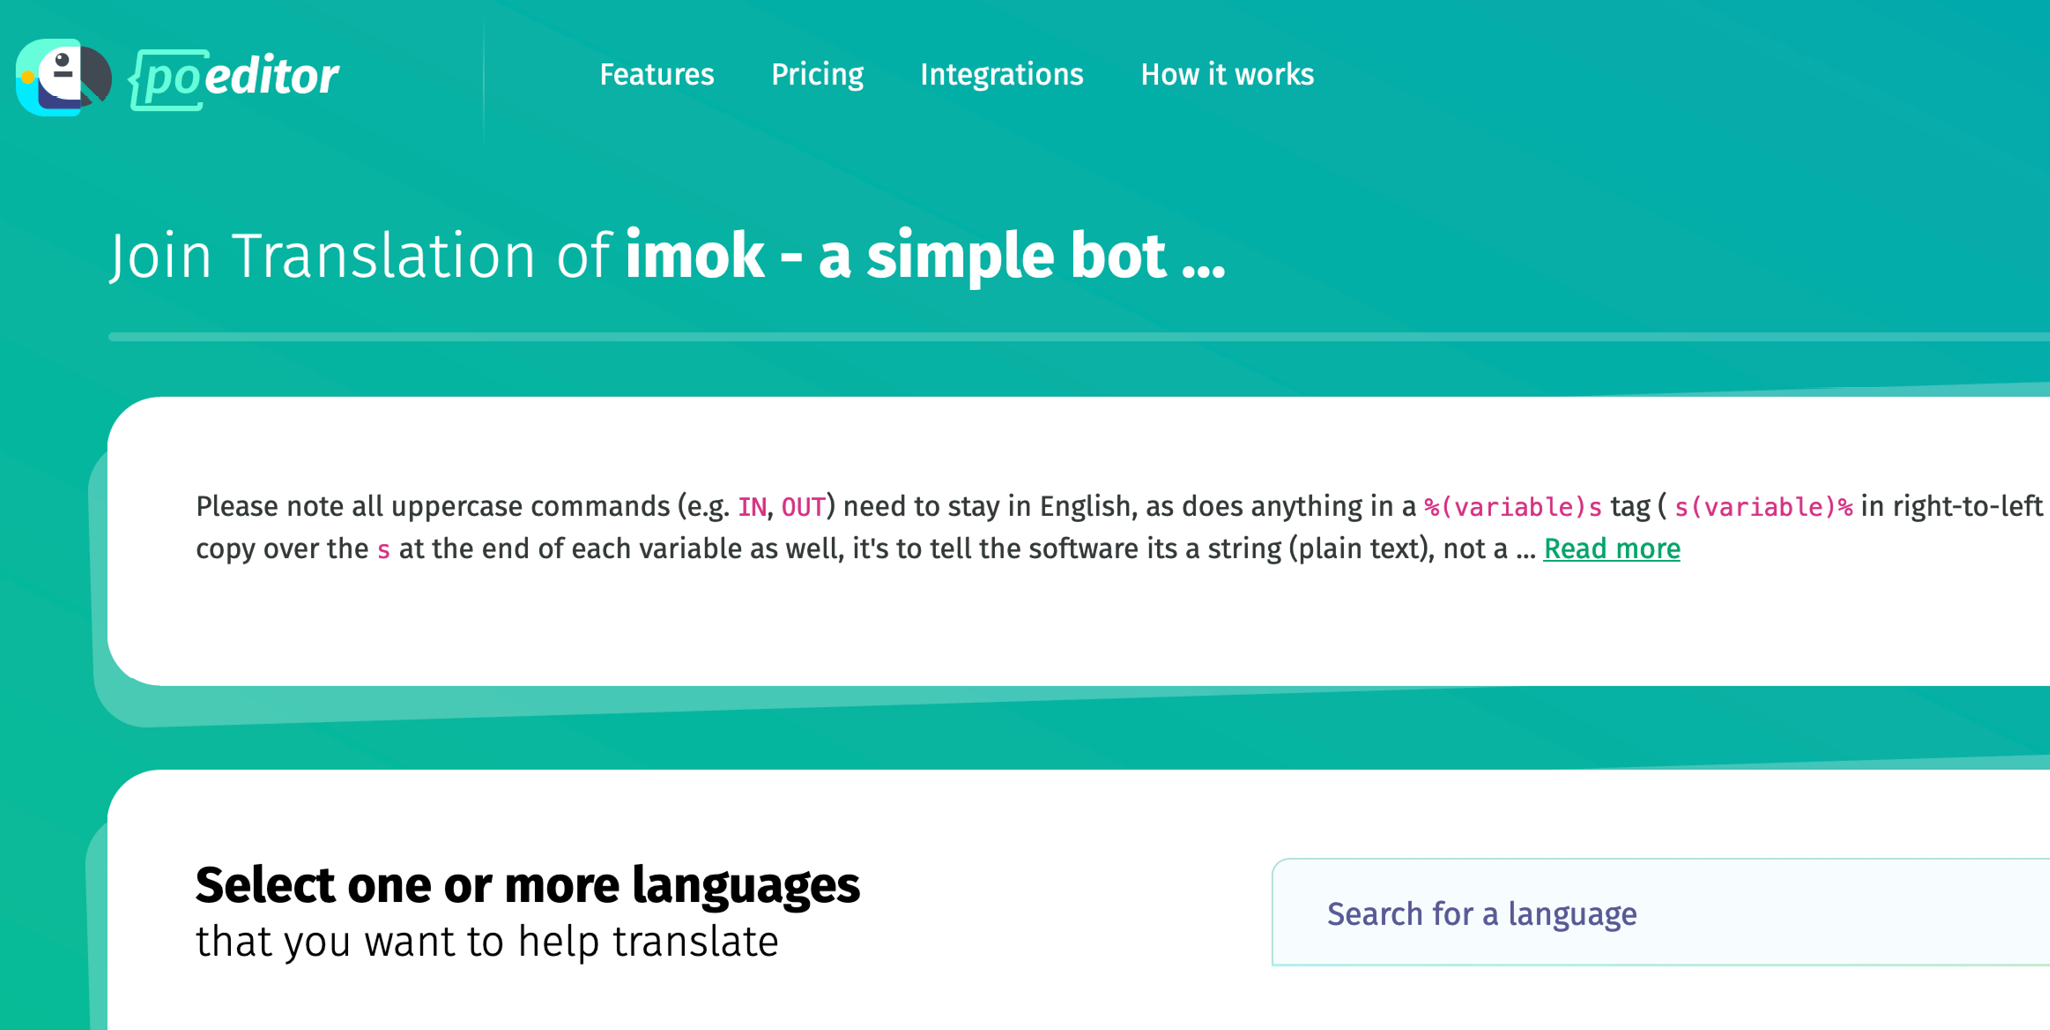 poeditor
Features Pricing Integrations How it works
Join Translation of imok - a simple bot ...
Please note all uppercase commands (e.g. IN, OUT) need to stay in English, as does anything in a %(variable)s tag ( s(variable)% in right-to-left
copy over the s at the end of each variable as well, it's to tell the software its a string (plain text), not a ... Read more
Select one or more languages
that you want to help translate
Search for a language